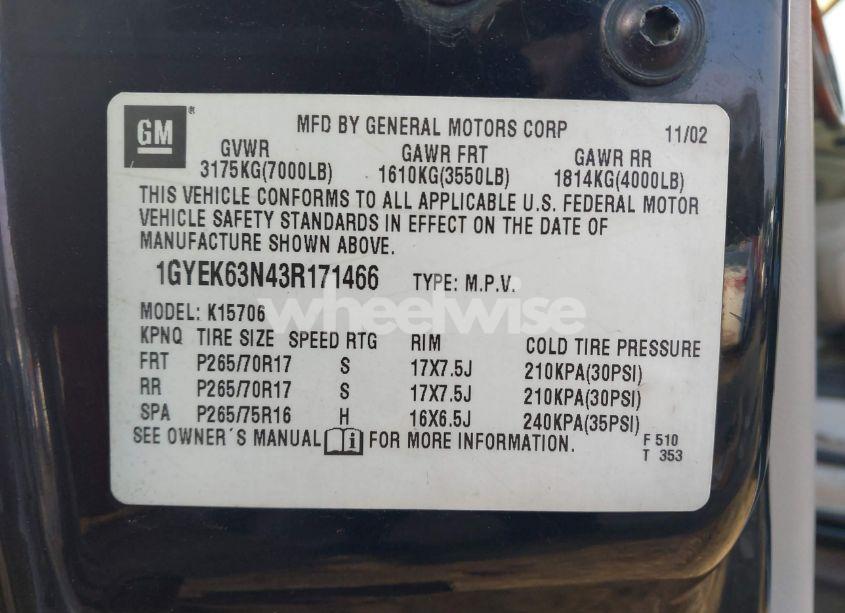 GM ®
MFD BY GENERAL MOTORS CORP 11/02
GVWR GAWR FRT GAWR RR
3175KG(7000LB) 1610KG(3550LB) 1814KG(4000LB)
THIS VEHICLE CONFORMS TO ALL APPLICABLE U.S. FEDERAL MOTOR
VEHICLE SAFETY STANDARDS IN EFFECT ON THE DATE OF
MANUFACTURE SHOWN ABOVE.
1GYEK63N43R171466 TYPE: M.P.V.
MODEL: K15706
wheelwise
KPNQ TIRE SIZE SPEED RTG RIM COLD TIRE PRESSURE
FRT P265/70R17 S 17X7.5J 210KPA(30PSI)
RR P265/70R17 S 17X7.5J 210KPA(30PSI)
SPA P265/75R16 H 16X6.5J 240KPA(35PSI)
SEE OWNER´S MANUAL i FOR MORE INFORMATION.
F 510
T 353